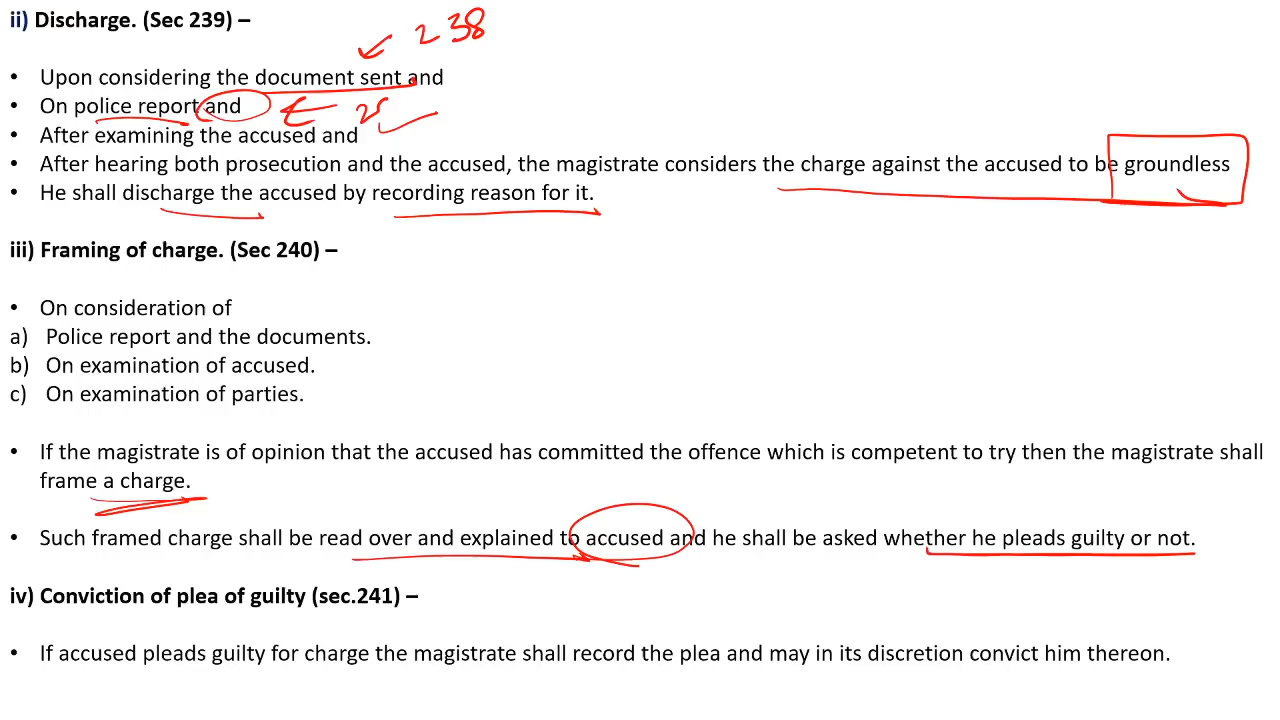 ii) Discharge. (Sec 239) –
238
• Upon considering the document sent and
• On police report and
• After examining the accused and
• After hearing both prosecution and the accused, the magistrate considers the charge against the accused to be groundless
• He shall discharge the accused by recording reason for it.
iii) Framing of charge. (Sec 240) –
• On consideration of
a) Police report and the documents.
b) On examination of accused.
c) On examination of parties.
• If the magistrate is of opinion that the accused has committed the offence which is competent to try then the magistrate shall
frame a charge.
• Such framed charge shall be read over and explained to accused and he shall be asked whether he pleads guilty or not.
iv) Conviction of plea of guilty (sec.241) –
• If accused pleads guilty for charge the magistrate shall record the plea and may in its discretion convict him thereon.